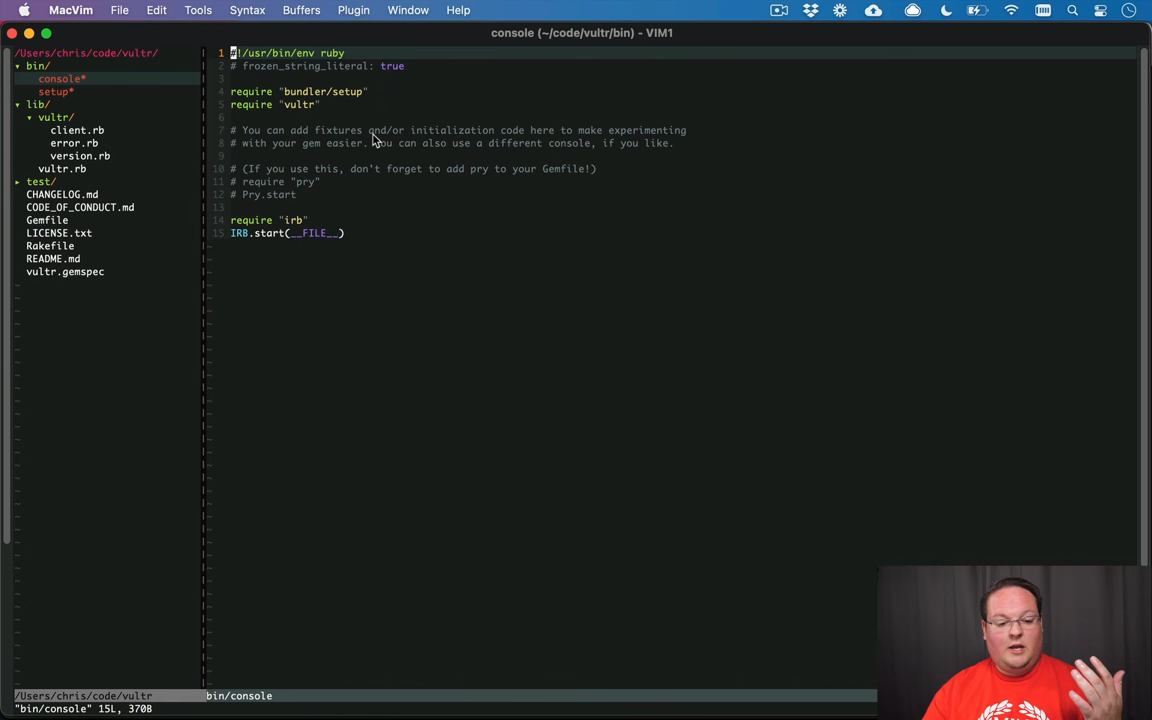 MacVim File Edit Tools Syntax Buffers Plugin Window Help
console (~/code/vultr/bin) - VIM1
/Users/chris/code/vultr/
▾ bin/
console*
setup*
▾ lib/
▾ vultr/
client.rb
error.rb
version.rb
vultr.rb
▸ test/
CHANGELOG.md
CODE_OF_CONDUCT.md
Gemfile
LICENSE.txt
Rakefile
README.md
vultr.gemspec
1 #!/usr/bin/env ruby
2 # frozen_string_literal: true
3
4 require "bundler/setup"
5 require "vultr"
6
7 # You can add fixtures and/or initialization code here to make experimenting
8 # with your gem easier. You can also use a different console, if you like.
9
10 # (If you use this, don't forget to add pry to your Gemfile!)
11 # require "pry"
12 # Pry.start
13
14 require "irb"
15 IRB.start(__FILE__)
/Users/chris/code/vultr
bin/console
"bin/console" 15L, 370B